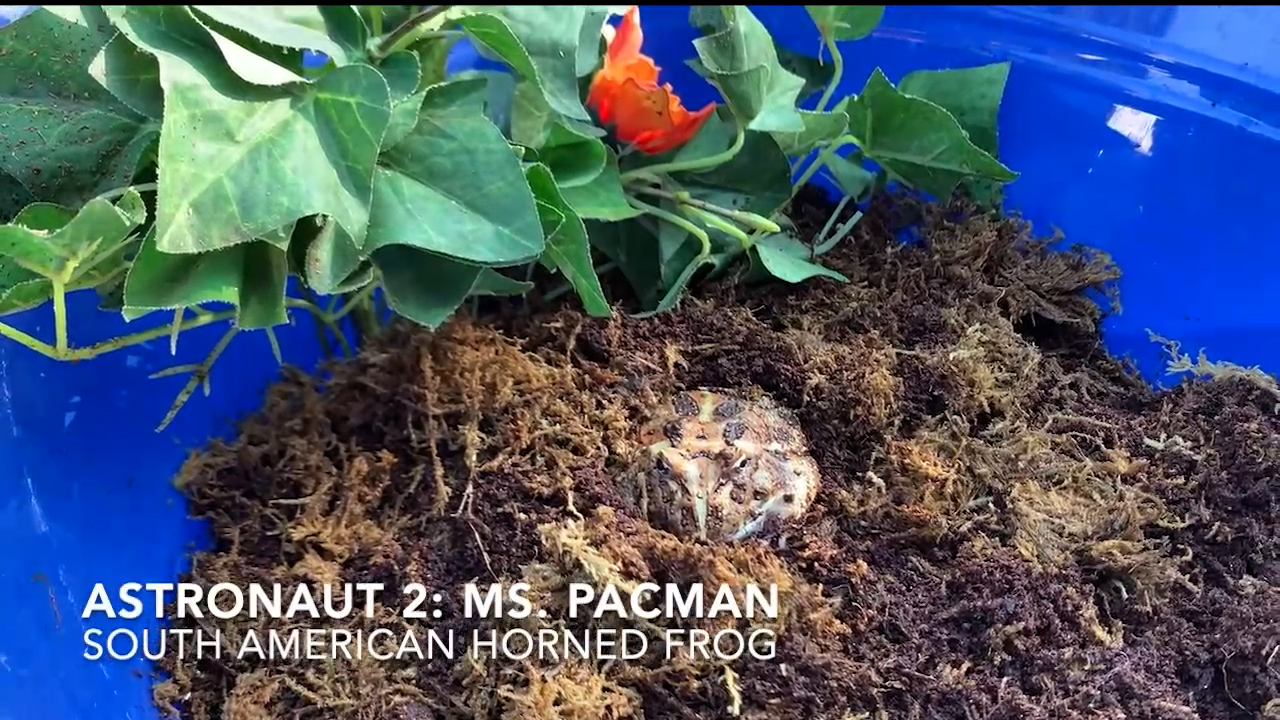 ASTRONAUT 2: MS. PACMAN
SOUTH AMERICAN HORNED FROG